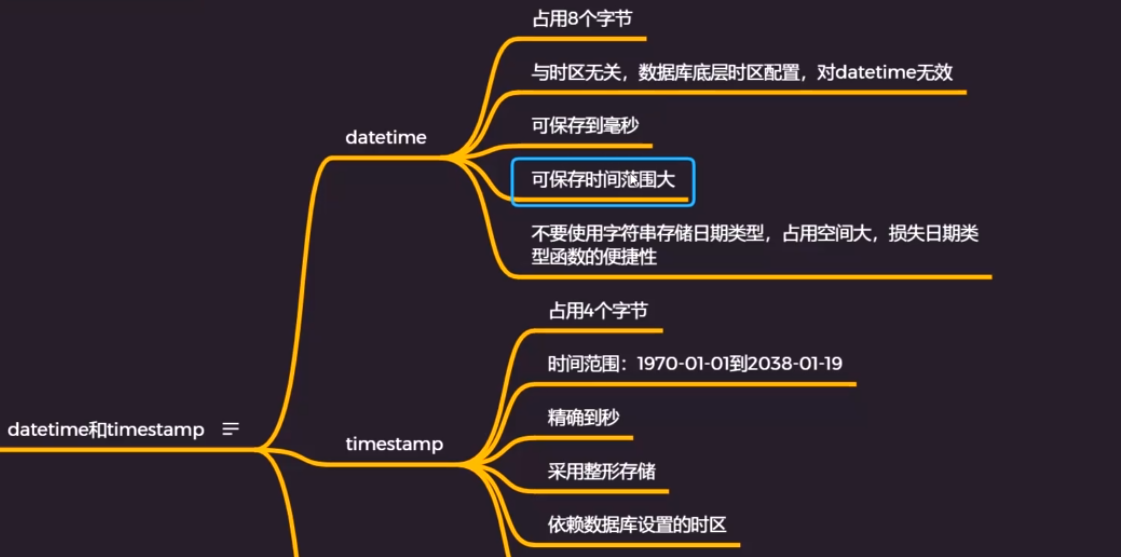 占用8个字节
与时区无关，数据库底层时区配置，对datetime无效
datetime
可保存到毫秒
可保存时间范围大
不要使用字符串存储日期类型，占用空间大，损失日期类
型函数的便捷性
占用4个字节
时间范围：1970-01-01到2038-01-19
精确到秒
datetime和timestamp
timestamp
采用整形存储
依赖数据库设置的时区